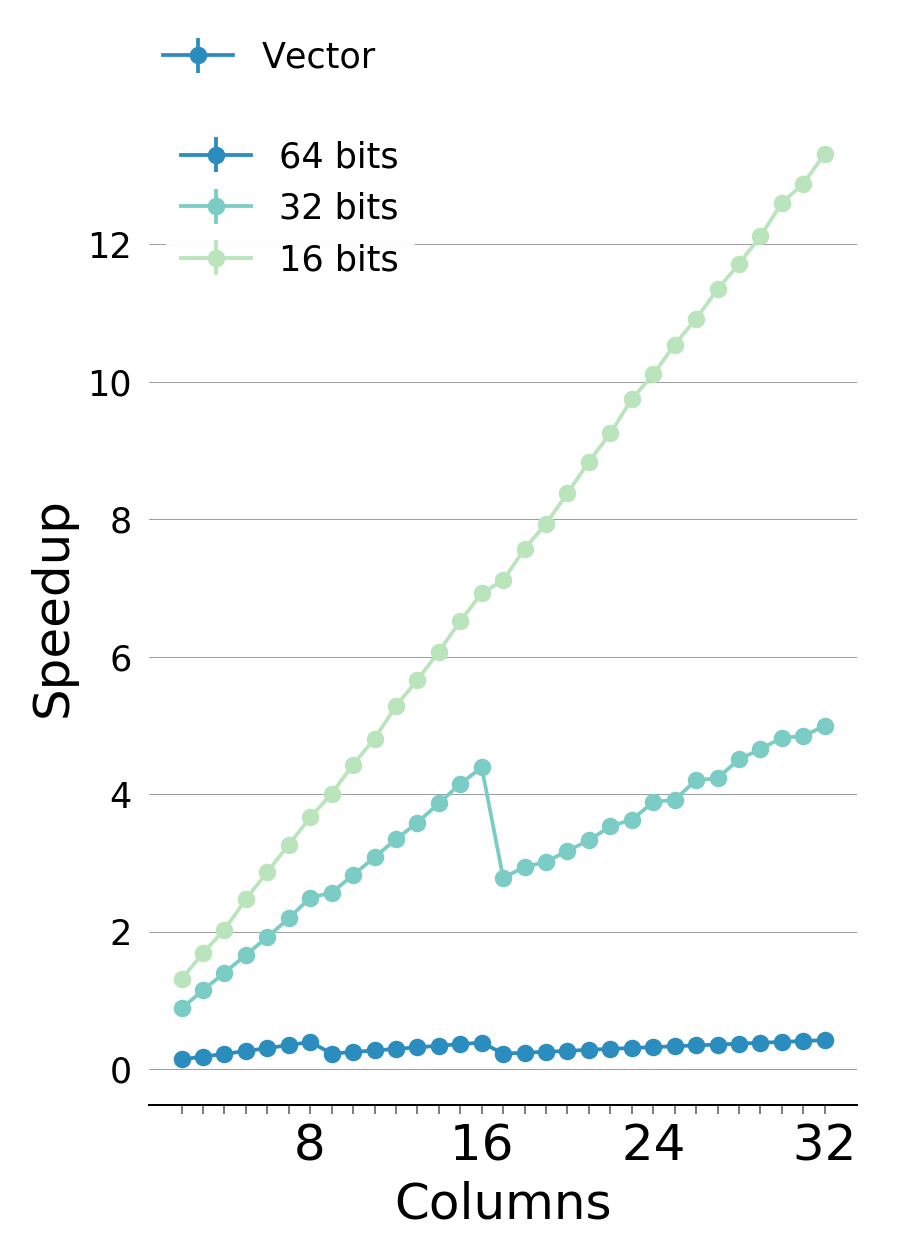 Vector
64 bits
32 bits
16 bits
12
10
8
6
4
2
0
Speedup
8 16 24 32
Columns